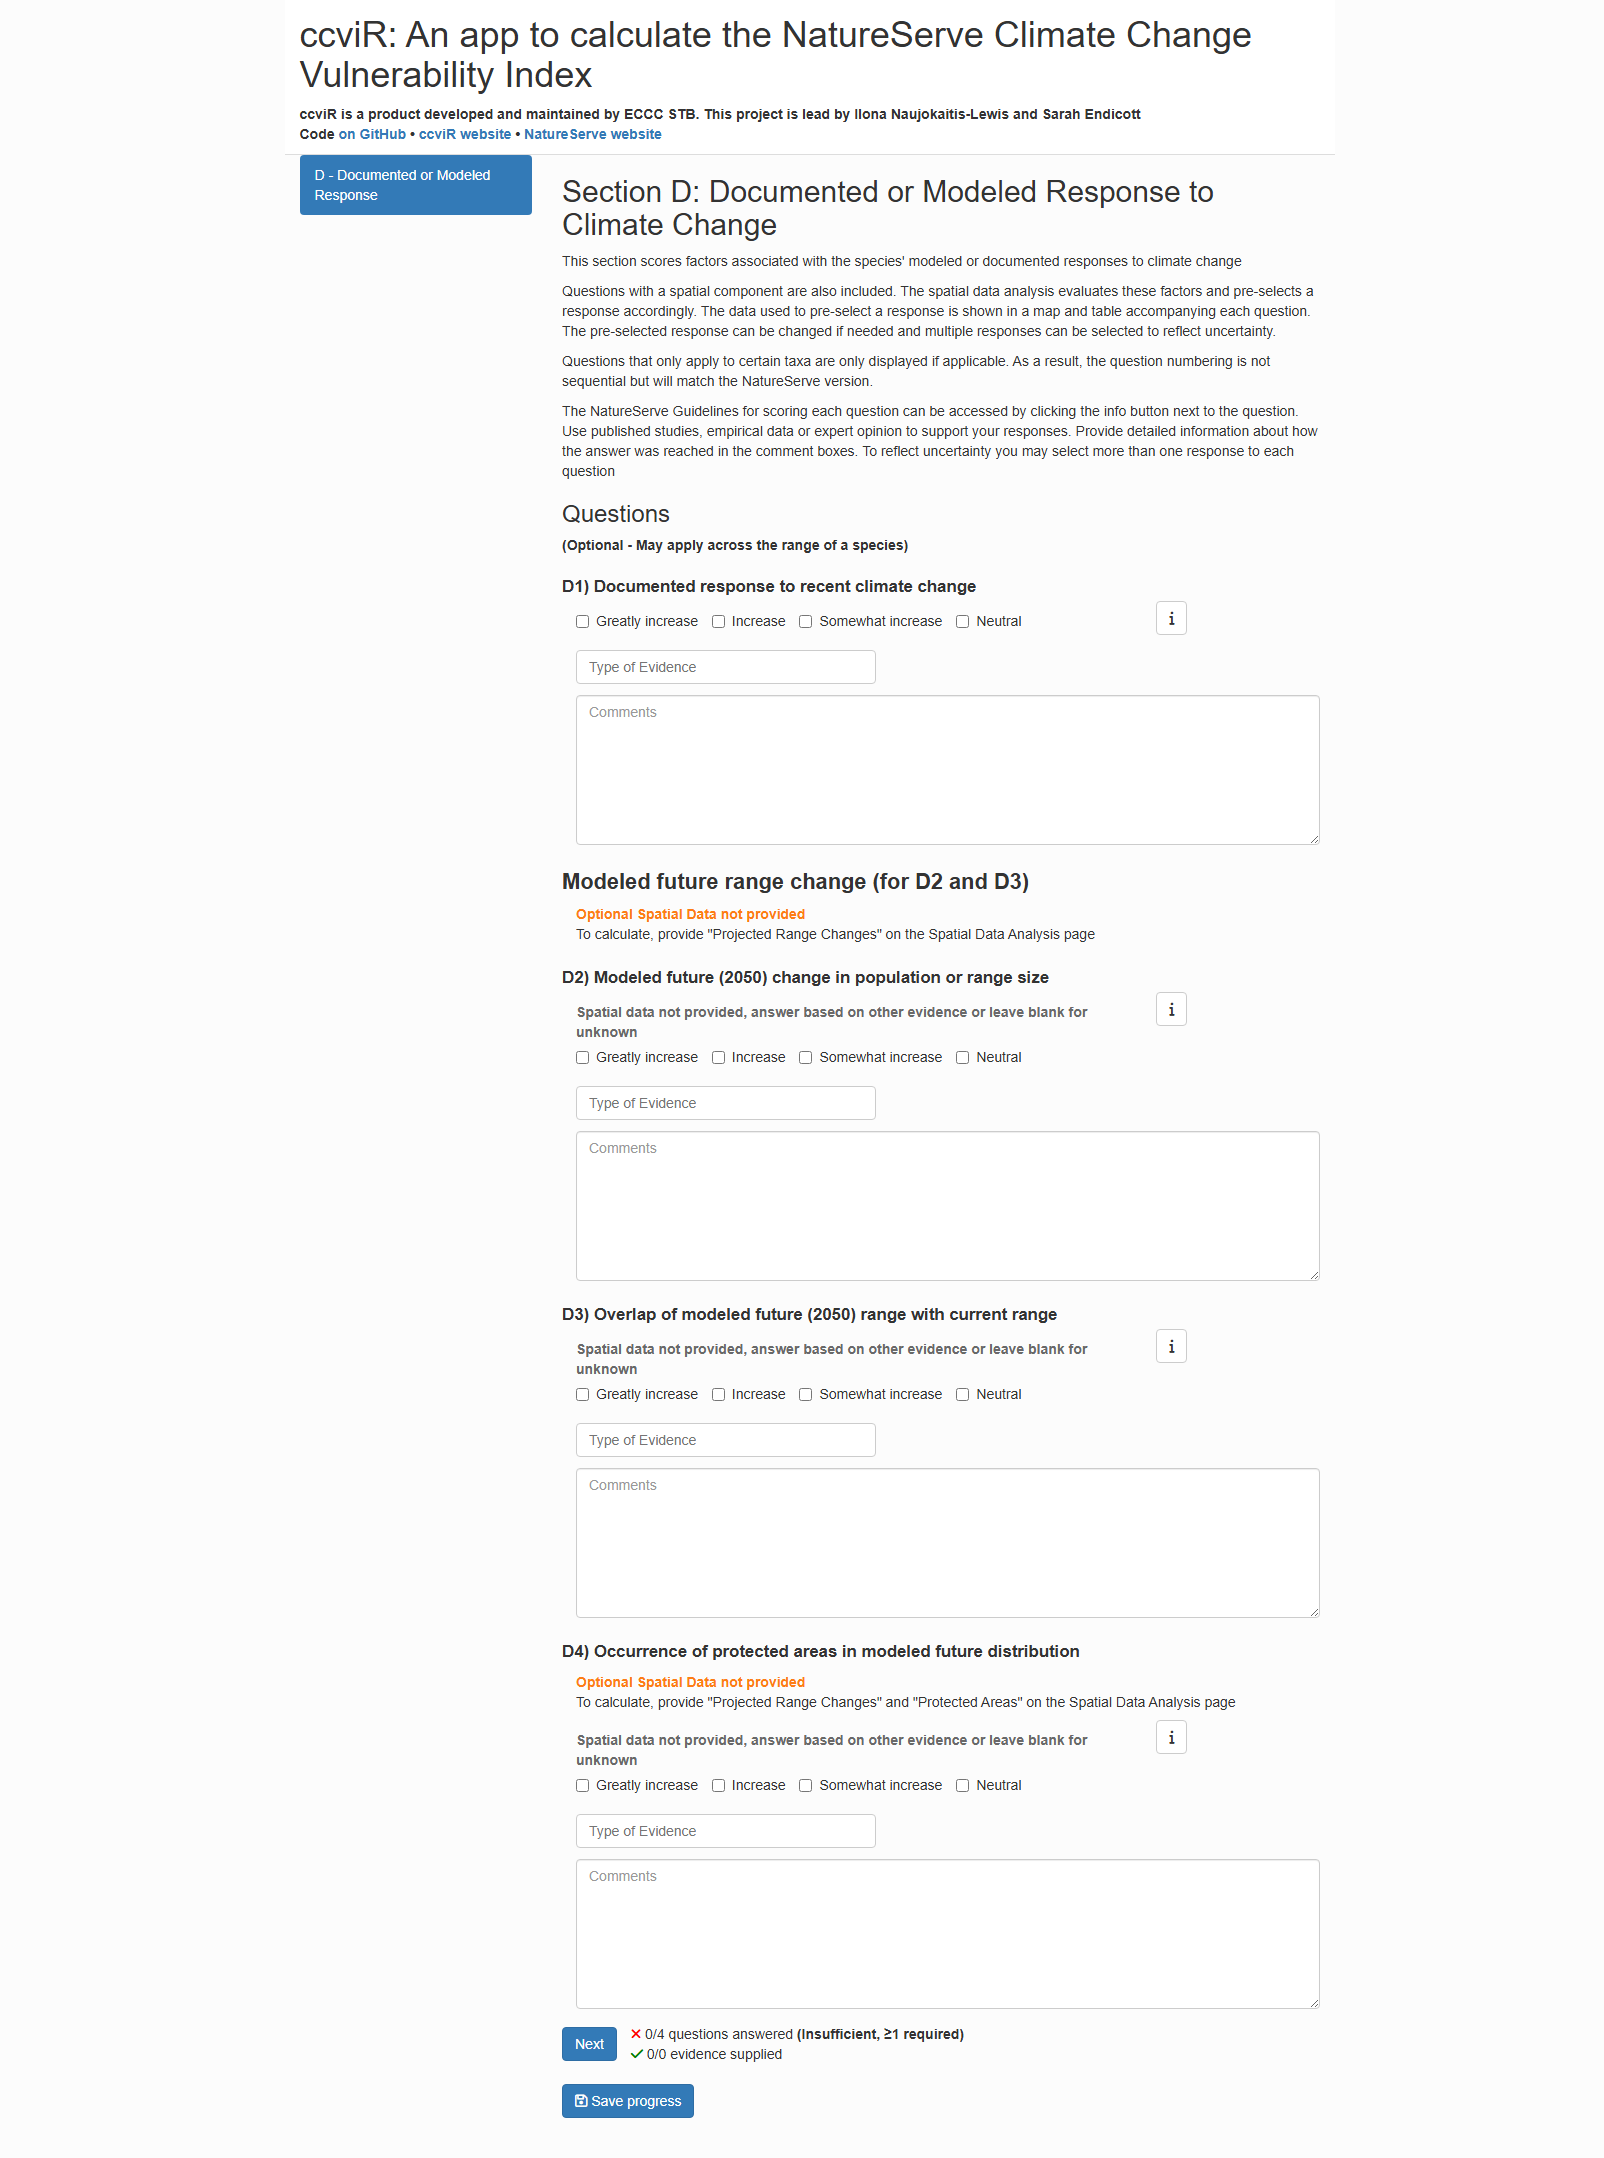 ccviR: An app to calculate the NatureServe Climate Change
Vulnerability Index
ccviR is a product developed and maintained by ECCC STB. This project is lead by Ilona Naujokaitis-Lewis and Sarah Endicott
Code on GitHub • ccviR website • NatureServe website
D - Documented or Modeled
Response
Section D: Documented or Modeled Response to
Climate Change
This section scores factors associated with the species' modeled or documented responses to climate change
Questions with a spatial component are also included. The spatial data analysis evaluates these factors and pre-selects a
response accordingly. The data used to pre-select a response is shown in a map and table accompanying each question.
The pre-selected response can be changed if needed and multiple responses can be selected to reflect uncertainty.
Questions that only apply to certain taxa are only displayed if applicable. As a result, the question numbering is not
sequential but will match the NatureServe version.
The NatureServe Guidelines for scoring each question can be accessed by clicking the info button next to the question.
Use published studies, empirical data or expert opinion to support your responses. Provide detailed information about how
the answer was reached in the comment boxes. To reflect uncertainty you may select more than one response to each
question
Questions
(Optional - May apply across the range of a species)
D1) Documented response to recent climate change
Greatly increase Increase Somewhat increase Neutral i
Type of Evidence
Comments
Modeled future range change (for D2 and D3)
Optional Spatial Data not provided
To calculate, provide "Projected Range Changes" on the Spatial Data Analysis page
D2) Modeled future (2050) change in population or range size
Spatial data not provided, answer based on other evidence or leave blank for i
unknown
Greatly increase Increase Somewhat increase Neutral
Type of Evidence
Comments
D3) Overlap of modeled future (2050) range with current range
Spatial data not provided, answer based on other evidence or leave blank for i
unknown
Greatly increase Increase Somewhat increase Neutral
Type of Evidence
Comments
D4) Occurrence of protected areas in modeled future distribution
Optional Spatial Data not provided
To calculate, provide "Projected Range Changes" and "Protected Areas" on the Spatial Data Analysis page
Spatial data not provided, answer based on other evidence or leave blank for i
unknown
Greatly increase Increase Somewhat increase Neutral
Type of Evidence
Comments
Next
0/4 questions answered (Insufficient, ≥1 required)
0/0 evidence supplied
Save progress